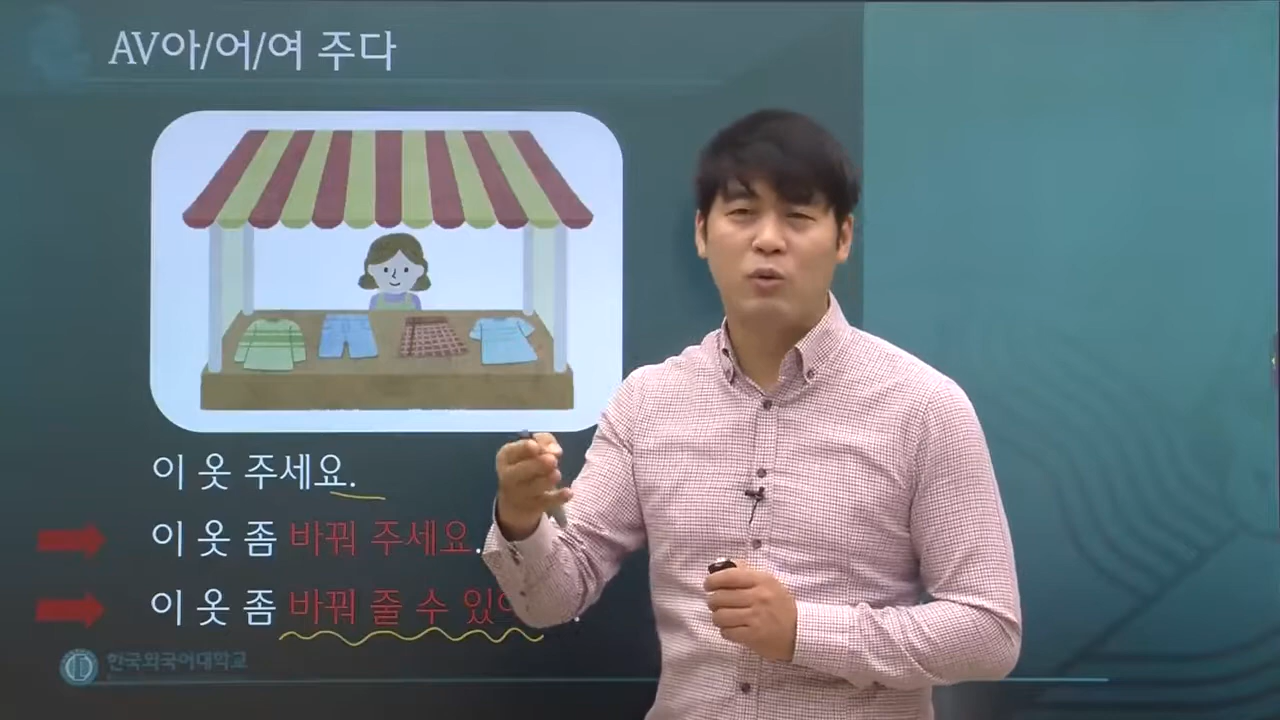 AV아/어/여 주다
이 옷 주세요.
이 옷 좀 바꿔 주세요.
이 옷 좀 바꿔 줄 수
한국외국어대학교